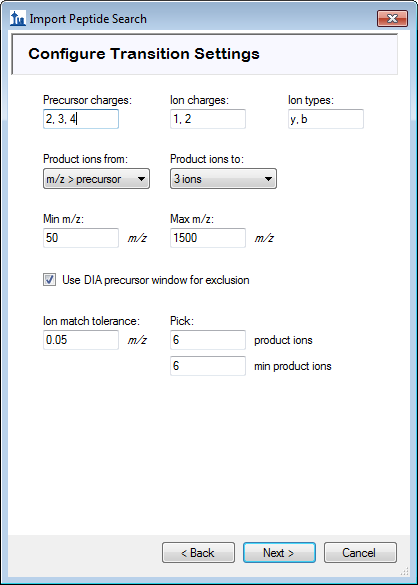 Import Peptide Search
Configure Transition Settings
Precursor charges: Ion charges: Ion types:
2, 3, 4 1, 2 y, b
Product ions from: Product ions to:
m/z > precursor 3 ions
Min m/z: Max m/z:
50 m/z 1500 m/z
Use DIA precursor window for exclusion
Ion match tolerance: Pick:
0.05 m/z 6 product ions
6 min product ions
< Back Next > Cancel